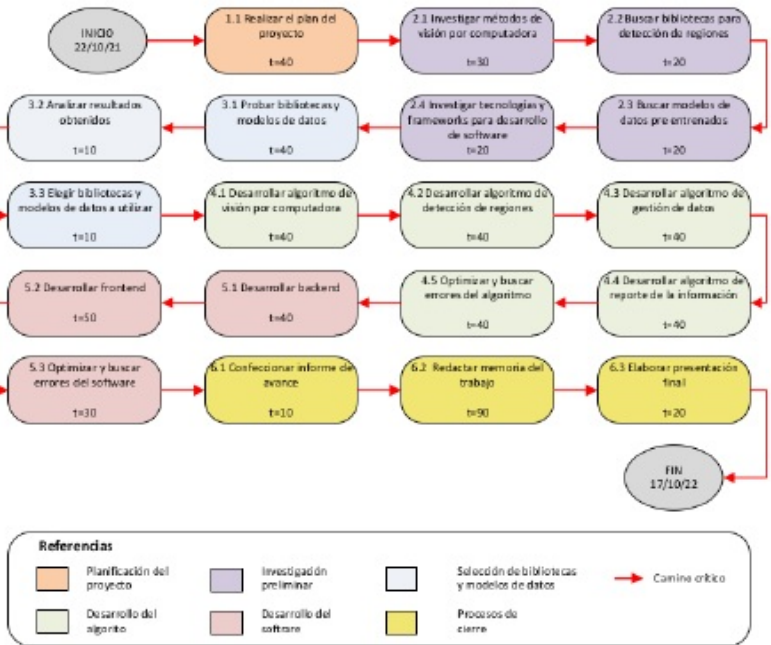 INICIO
22/10/21
1.1 Realizar el plan del
proyecto
t=40
2.1 Investigar métodos de
visión por computadora
t=30
2.2 Buscar bibliotecas para
detección de regiones
t=20
3.2 Analizar resultados
obtenidos
t=10
3.1 Probar bibliotecas y
modelos de datos
t=40
2.4 Investigar tecnologías y
frameworks para desarrollo
de software
t=20
2.3 Buscar modelos de
datos pre entrenados
t=20
3.3 Elegir bibliotecas y
modelos de datos a utilizar
t=10
4.1 Desarrollar algoritmo de
visión por computadora
t=40
4.2 Desarrollar algoritmo de
detección de regiones
t=40
4.3 Desarrollar algoritmo de
gestión de datos
t=40
5.2 Desarrollar frontend
t=50
5.1 Desarrollar backend
t=40
4.5 Optimizar y buscar
errores del algoritmo
t=40
4.4 Desarrollar algoritmo de
reporte de la información
t=40
5.3 Optimizar y buscar
errores del software
t=30
6.1 Confeccionar informe de
avance
t=10
6.2 Redactar memoria del
trabajo
t=90
6.3 Elaborar presentación
final
t=20
FIN
17/10/22
Referencias
Planificación del
proyecto
Investigación
preliminar
Selección de bibliotecas
y modelos de datos
Camino crítico
Desarrollo del
algorito
Desarrollo del
softrare
Procesos de
cierre